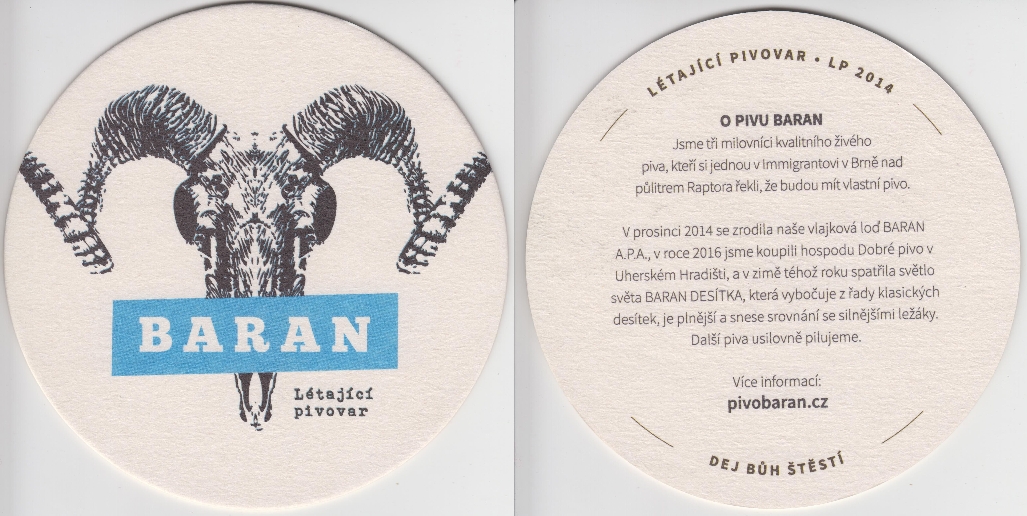 BARAN
Létající
pivovar
LÉTAJÍCÍ PIVOVAR • LP 2014
O PIVU BARAN
Jsme tři milovníci kvalitního živého
piva, kteří si jednou v Immigrantovi v Brně nad
půlitrem Raptora řekli, že budou mít vlastní pivo.
V prosinci 2014 se zrodila naše vlajková loď BARAN
A.P.A., v roce 2016 jsme koupili hospodu Dobré pivo v
Uherském Hradišti, a v zimě téhož roku spatřila světlo
světa BARAN DESÍTKA, která vybočuje z řady klasických
desítek, je plnější a snese srovnání se silnějšími ležáky.
Další piva usilovně pilujeme.
Více informací:
pivobaran.cz
DEJ BŮH ŠTĚSTÍ